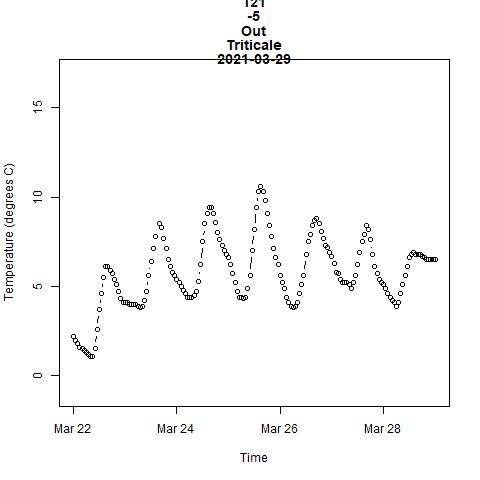 121
-5
Out
Triticale
2021-03-29
Temperature (degrees C)
15
10
5
0
Mar 22
Mar 24
Mar 26
Mar 28
Time